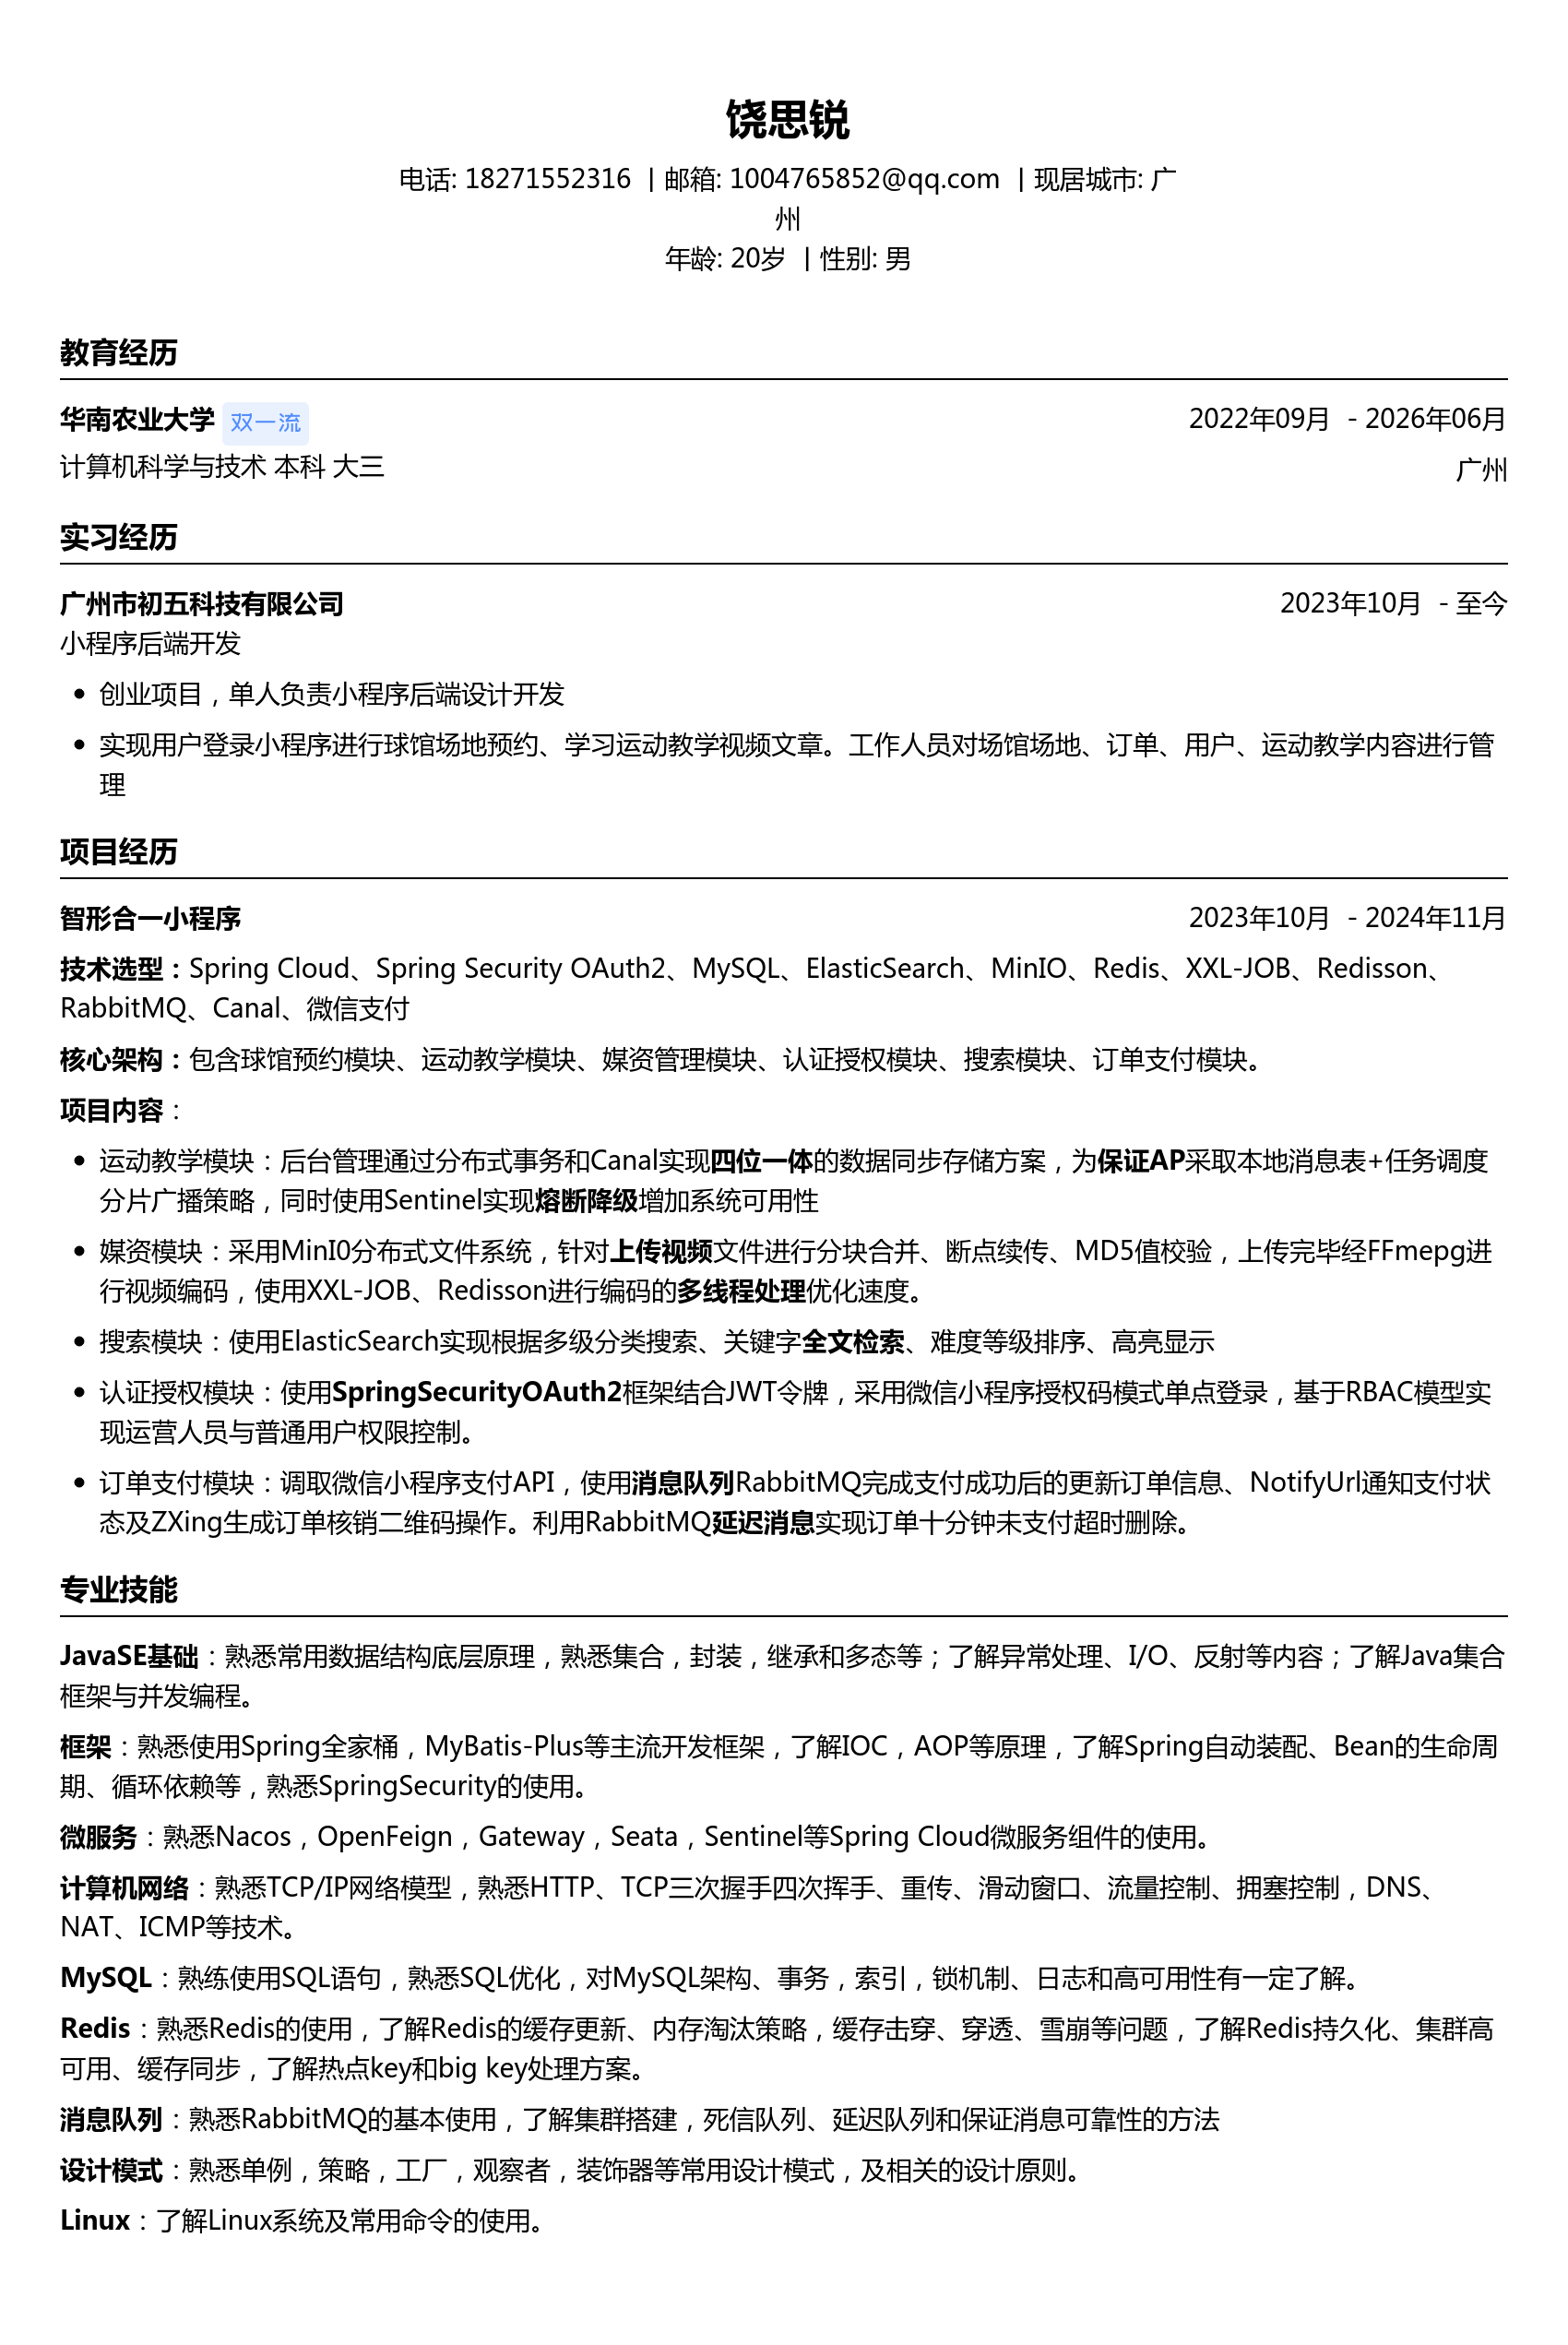 饶思锐
电话: 18271552316 | 邮箱: 1004765852@qq.com | 现居城市: 广
州
年龄: 20岁 | 性别: 男
教育经历
华南农业大学 双一流 2022年09月 - 2026年06月
计算机科学与技术 本科 大三 广州
实习经历
广州市初五科技有限公司 2023年10月 - 至今
小程序后端开发
• 创业项目，单人负责小程序后端设计开发
• 实现用户登录小程序进行球馆场地预约、学习运动教学视频文章。工作人员对场馆场地、订单、用户、运动教学内容进行管
理
项目经历
智形合一小程序 2023年10月 - 2024年11月
技术选型：Spring Cloud、Spring Security OAuth2、MySQL、ElasticSearch、MinIO、Redis、XXL-JOB、Redisson、
RabbitMQ、Canal、微信支付
核心架构：包含球馆预约模块、运动教学模块、媒资管理模块、认证授权模块、搜索模块、订单支付模块。
项目内容：
• 运动教学模块：后台管理通过分布式事务和Canal实现四位一体的数据同步存储方案，为保证AP采取本地消息表+任务调度
分片广播策略，同时使用Sentinel实现熔断降级增加系统可用性
• 媒资模块：采用MinI0分布式文件系统，针对上传视频文件进行分块合并、断点续传、MD5值校验，上传完毕经FFmepg进
行视频编码，使用XXL-JOB、Redisson进行编码的多线程处理优化速度。
• 搜索模块：使用ElasticSearch实现根据多级分类搜索、关键字全文检索、难度等级排序、高亮显示
• 认证授权模块：使用SpringSecurityOAuth2框架结合JWT令牌，采用微信小程序授权码模式单点登录，基于RBAC模型实
现运营人员与普通用户权限控制。
• 订单支付模块：调取微信小程序支付API，使用消息队列RabbitMQ完成支付成功后的更新订单信息、NotifyUrl通知支付状
态及ZXing生成订单核销二维码操作。利用RabbitMQ延迟消息实现订单十分钟未支付超时删除。
专业技能
JavaSE基础：熟悉常用数据结构底层原理，熟悉集合，封装，继承和多态等；了解异常处理、I/O、反射等内容；了解Java集合
框架与并发编程。
框架：熟悉使用Spring全家桶，MyBatis-Plus等主流开发框架，了解IOC，AOP等原理，了解Spring自动装配、Bean的生命周
期、循环依赖等，熟悉SpringSecurity的使用。
微服务：熟悉Nacos，OpenFeign，Gateway，Seata，Sentinel等Spring Cloud微服务组件的使用。
计算机网络：熟悉TCP/IP网络模型，熟悉HTTP、TCP三次握手四次挥手、重传、滑动窗口、流量控制、拥塞控制，DNS、
NAT、ICMP等技术。
MySQL：熟练使用SQL语句，熟悉SQL优化，对MySQL架构、事务，索引，锁机制、日志和高可用性有一定了解。
Redis：熟悉Redis的使用，了解Redis的缓存更新、内存淘汰策略，缓存击穿、穿透、雪崩等问题，了解Redis持久化、集群高
可用、缓存同步，了解热点key和big key处理方案。
消息队列：熟悉RabbitMQ的基本使用，了解集群搭建，死信队列、延迟队列和保证消息可靠性的方法
设计模式：熟悉单例，策略，工厂，观察者，装饰器等常用设计模式，及相关的设计原则。
Linux：了解Linux系统及常用命令的使用。